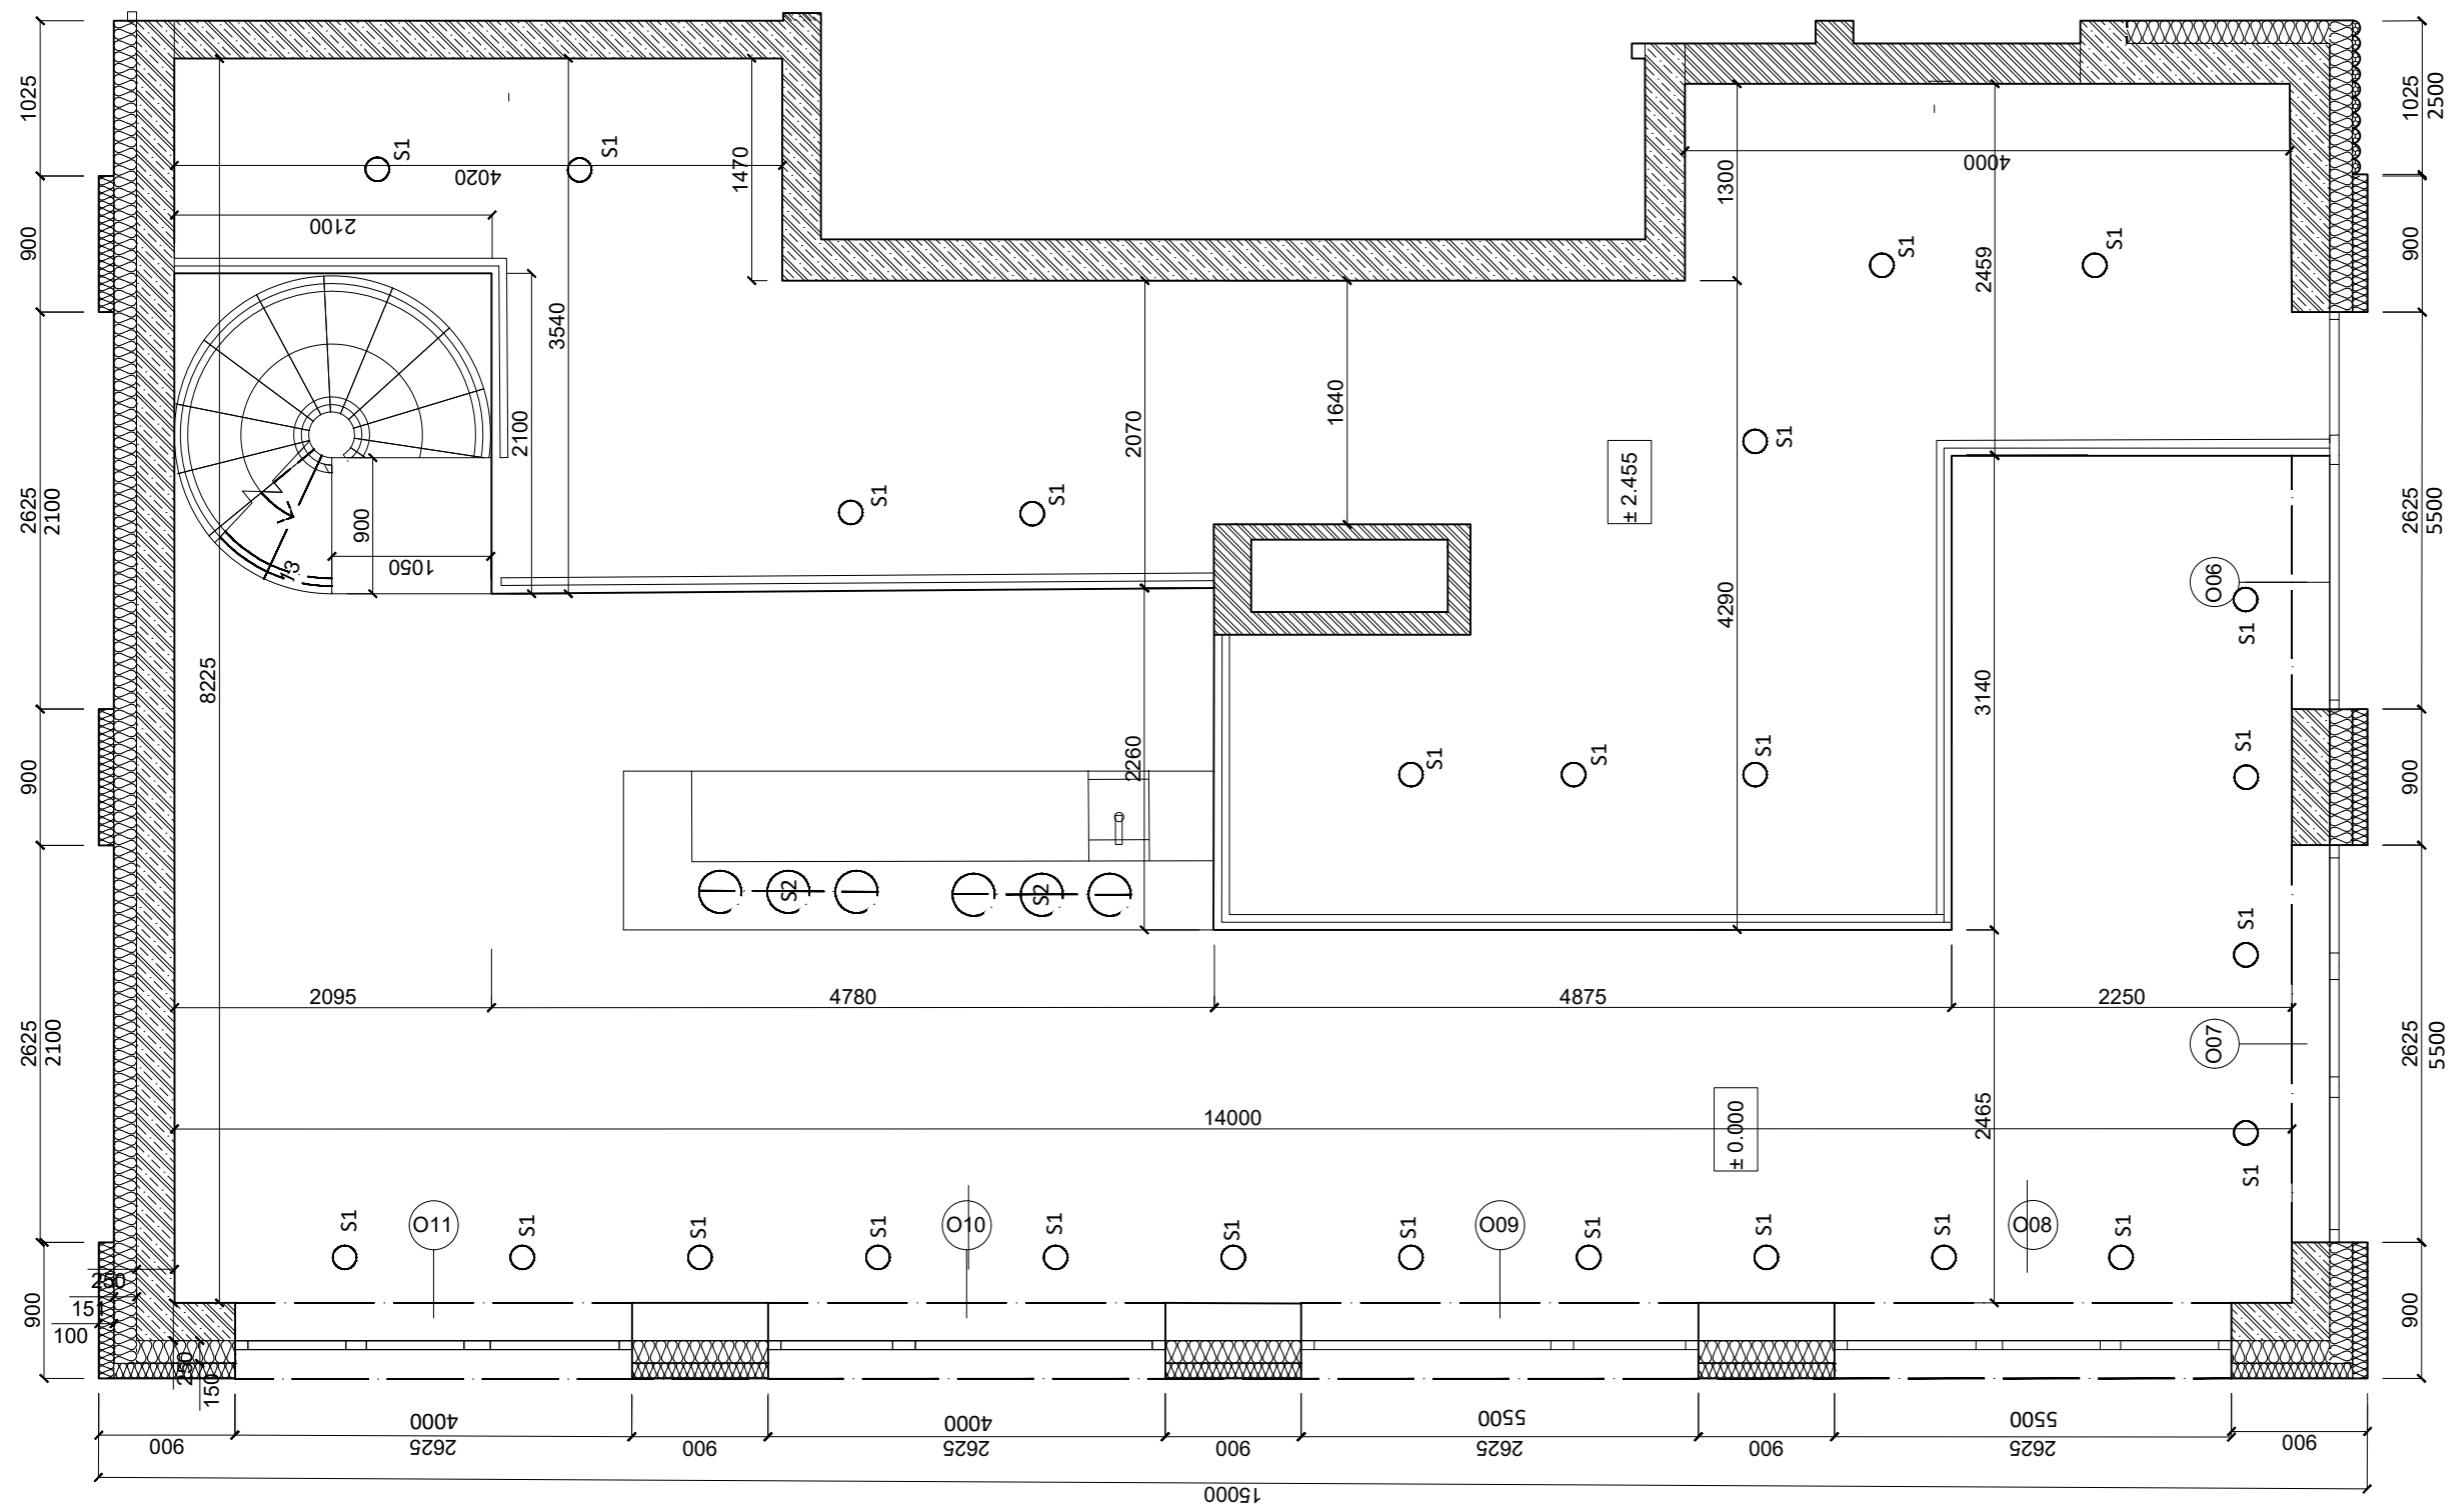 1025
900
2625
2100
900
2625
2100
900
1025
2500
900
2625
5500
900
2625
5500
900
S1
S1
4020
2100
1470
1300
4000
2459
S1
S1
3540
2100
8225
900
1050
13
2070
1640
S1
S1
S1
± 2.455
O06
S1
4290
3140
2260
S1
S1
S1
S1
S2
S2
S1
2095
4780
4875
2250
O07
14000
± 0.000
2465
S1
S1
O11
S1
S1
S1
O10
S1
S1
S1
O09
S1
S1
S1
O08
S1
250
151
100
250
150
4000
4000
5500
5500
900
2625
900
2625
900
2625
900
2625
900
15000